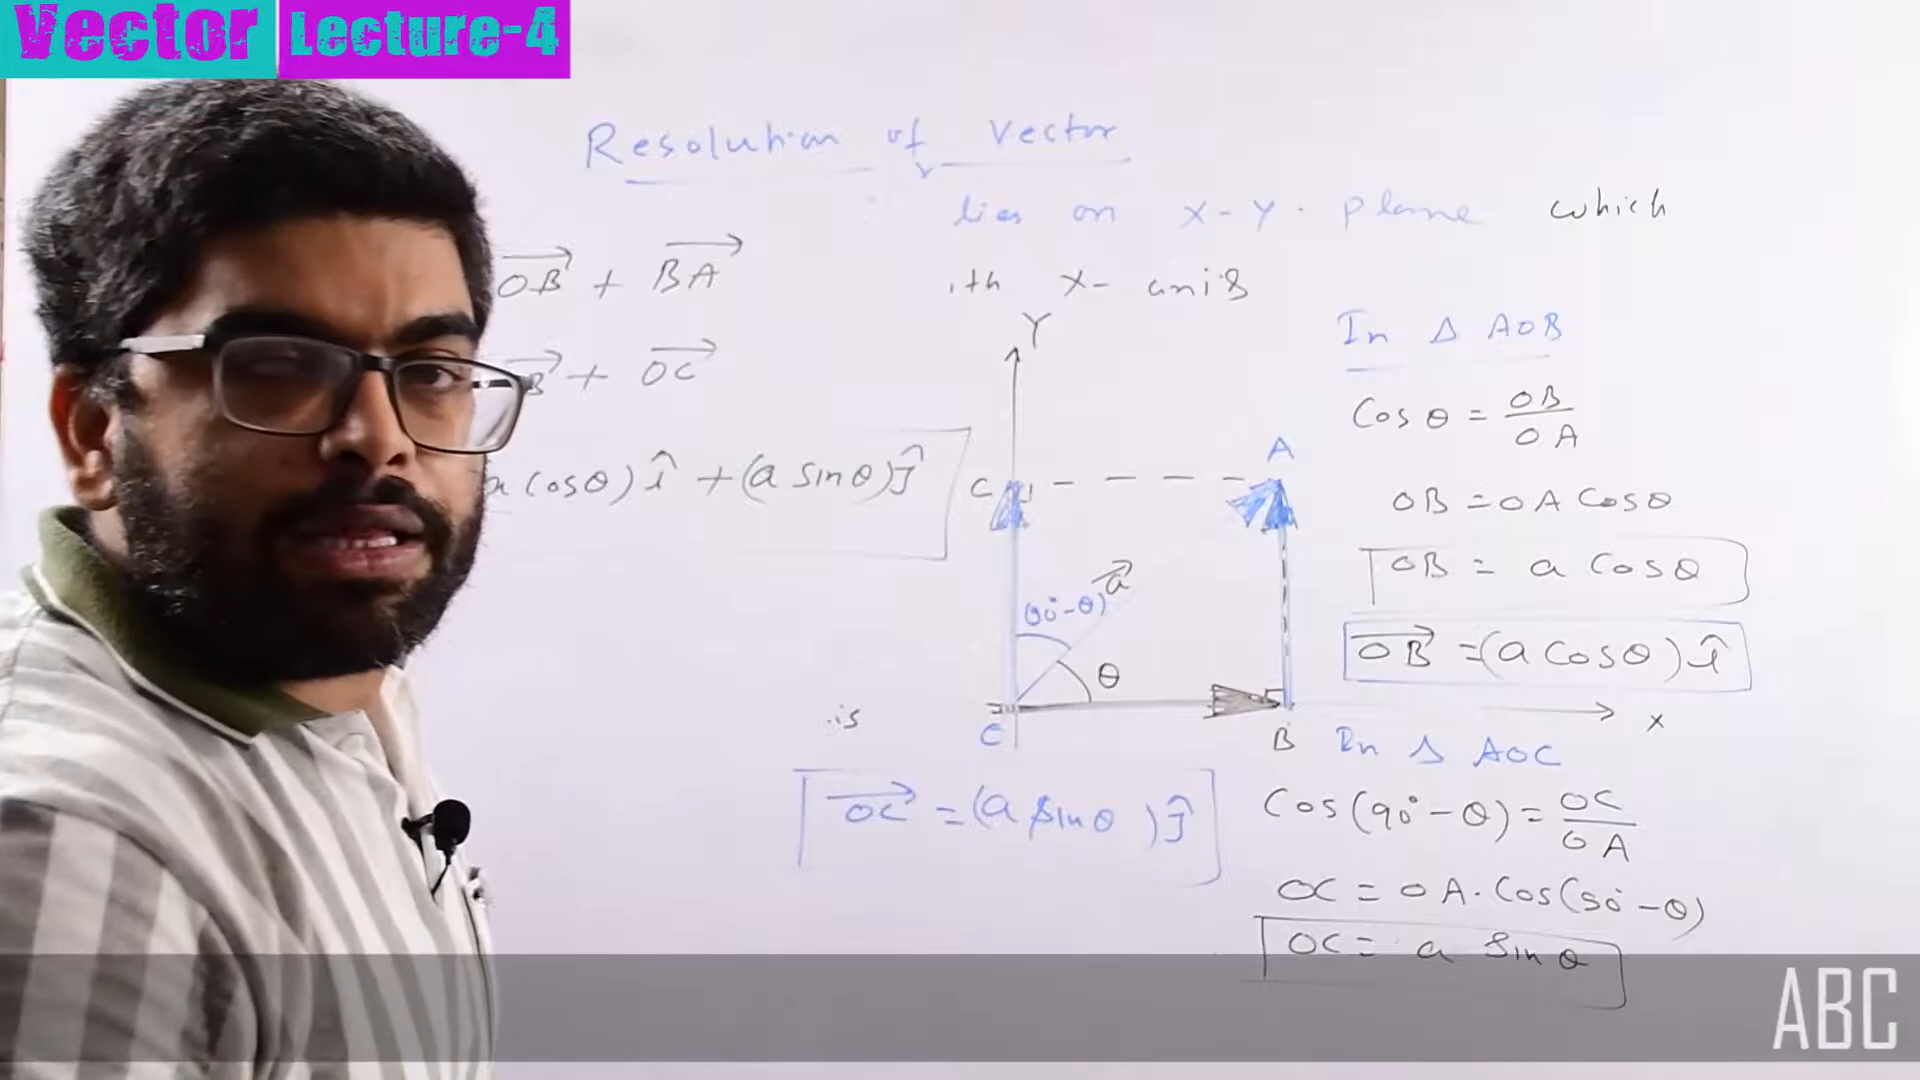 Vector Lecture-4
Resolution of Vector
lies on X-Y. plane which
ith X- anis
OB + BA
B + OC
a cosθ) î + (a sinθ) ĵ
Y
C
A
(90°-θ)
a
θ
is
C
B
x
In Δ AOB
Cos θ = OB / OA
OB = OA Cosθ
OB = a Cosθ
OB = (a cosθ) î
In Δ AOC
Cos(90° - θ) = OC / OA
OC = OA. Cos(90° - θ)
OC = a Sinθ
OC = (a sinθ) ĵ
ABC